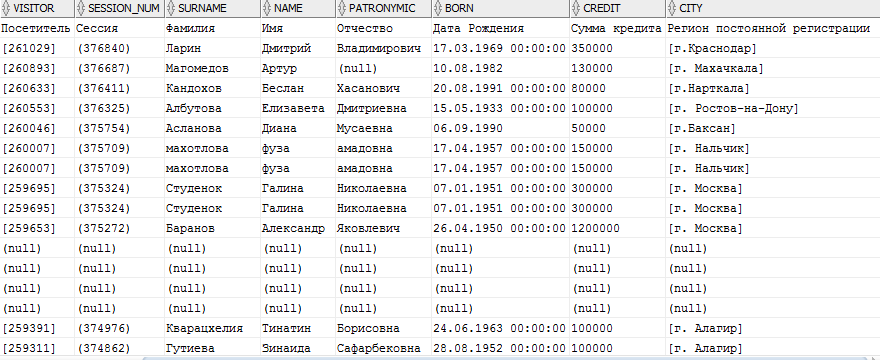 VISITOR SESSION_NUM SURNAME NAME PATRONYMIC BORN CREDIT CITY
Посетитель Сессия Фамилия Имя Отчество Дата Рождения Сумма кредита Регион постоянной регистрации
[261029] (376840) Ларин Дмитрий Владимирович 17.03.1969 00:00:00 350000 [г.Краснодар]
[260893] (376687) Магомедов Артур (null) 10.08.1982 130000 [г. Махачкала]
[260633] (376411) Кандохов Беслан Хасанович 20.08.1991 00:00:00 80000 [г.Нарткала]
[260553] (376325) Албутова Елизавета Дмитриевна 15.05.1933 00:00:00 100000 [г. Ростов-на-Дону]
[260046] (375754) Асланова Диана Мусаевна 06.09.1990 50000 [г.Баксан]
[260007] (375709) махотлова фуза амадовна 17.04.1957 00:00:00 150000 [г. Нальчик]
[260007] (375709) махотлова фуза амадовна 17.04.1957 00:00:00 150000 [г. Нальчик]
[259695] (375324) Студенок Галина Николаевна 07.01.1951 00:00:00 300000 [г. Москва]
[259695] (375324) Студенок Галина Николаевна 07.01.1951 00:00:00 300000 [г. Москва]
[259653] (375272) Баранов Александр Яковлевич 26.04.1950 00:00:00 1200000 [г. Москва]
(null) (null) (null) (null) (null) (null) (null) (null)
(null) (null) (null) (null) (null) (null) (null) (null)
(null) (null) (null) (null) (null) (null) (null) (null)
(null) (null) (null) (null) (null) (null) (null) (null)
[259391] (374976) Кварацхелия Тинатин Борисовна 24.06.1963 00:00:00 100000 [г. Алагир]
[259311] (374862) Гутиева Зинаида Сафарбековна 28.08.1952 00:00:00 100000 [г. Алагир]